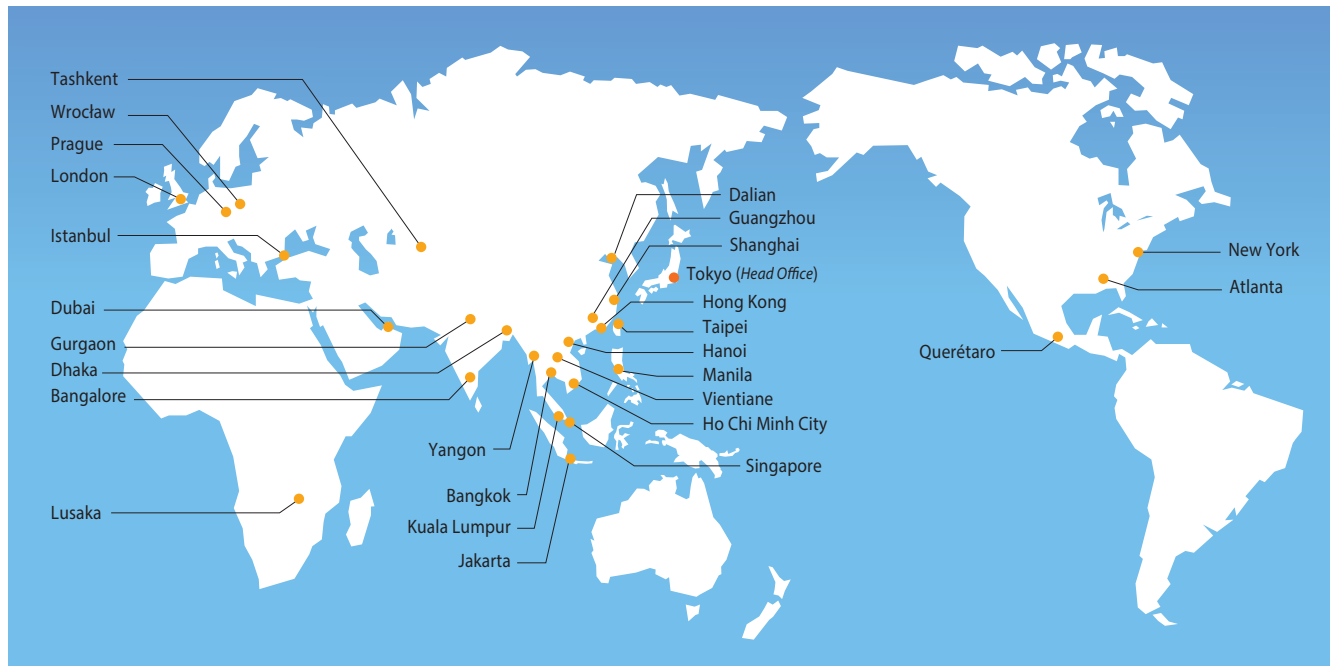 Tashkent
Wrocław
Prague
London
Istanbul
Dubai
Gurgaon
Dhaka
Bangalore
Lusaka
Yangon
Bangkok
Kuala Lumpur
Jakarta
Dalian
Guangzhou
Shanghai
Tokyo (Head Office)
Hong Kong
Taipei
Hanoi
Manila
Vientiane
Ho Chi Minh City
Singapore
New York
Atlanta
Querétaro